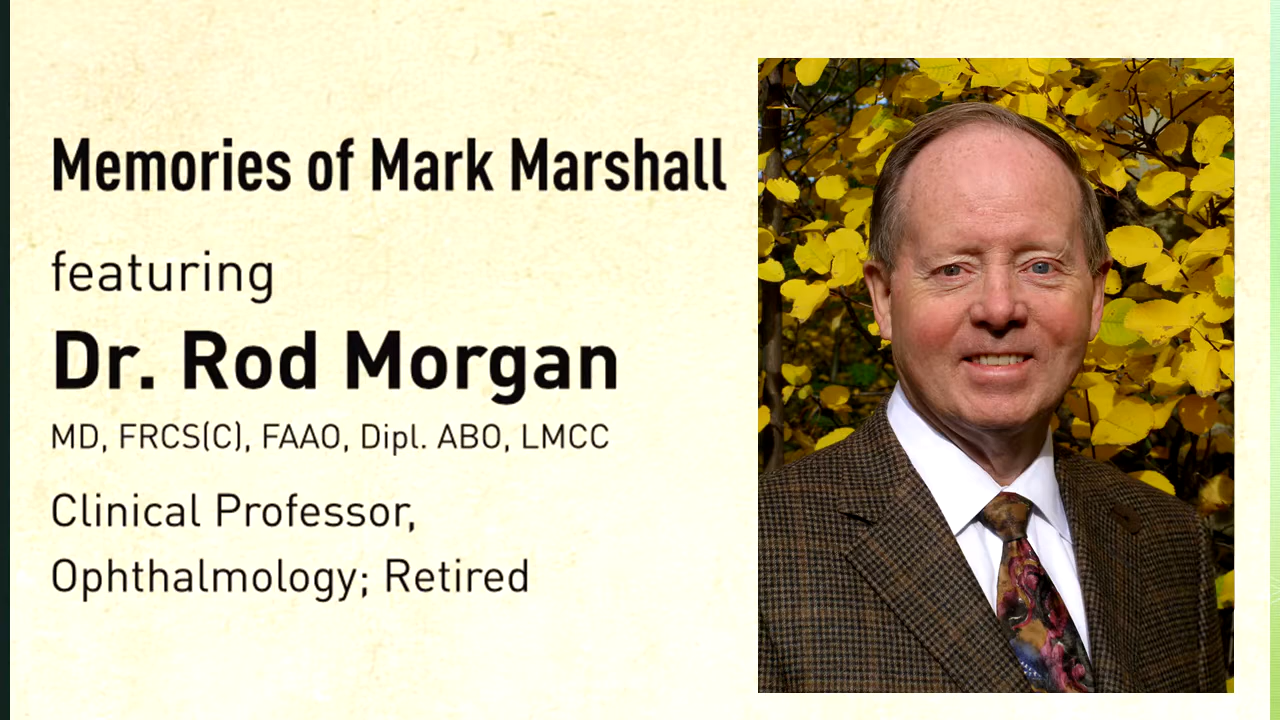 Memories of Mark Marshall
featuring
Dr. Rod Morgan
MD, FRCS(C), FAAO, Dipl. ABO, LMCC
Clinical Professor,
Ophthalmology; Retired